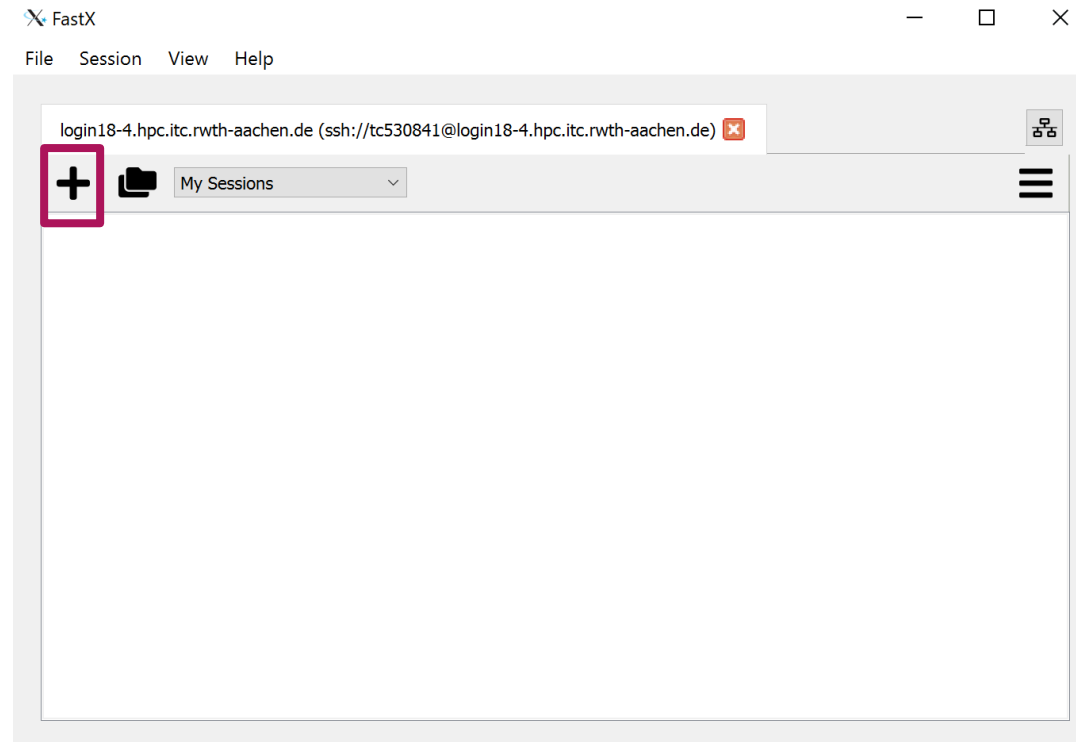 FastX
File Session View Help
login18-4.hpc.itc.rwth-aachen.de (ssh://tc530841@login18-4.hpc.itc.rwth-aachen.de)
My Sessions